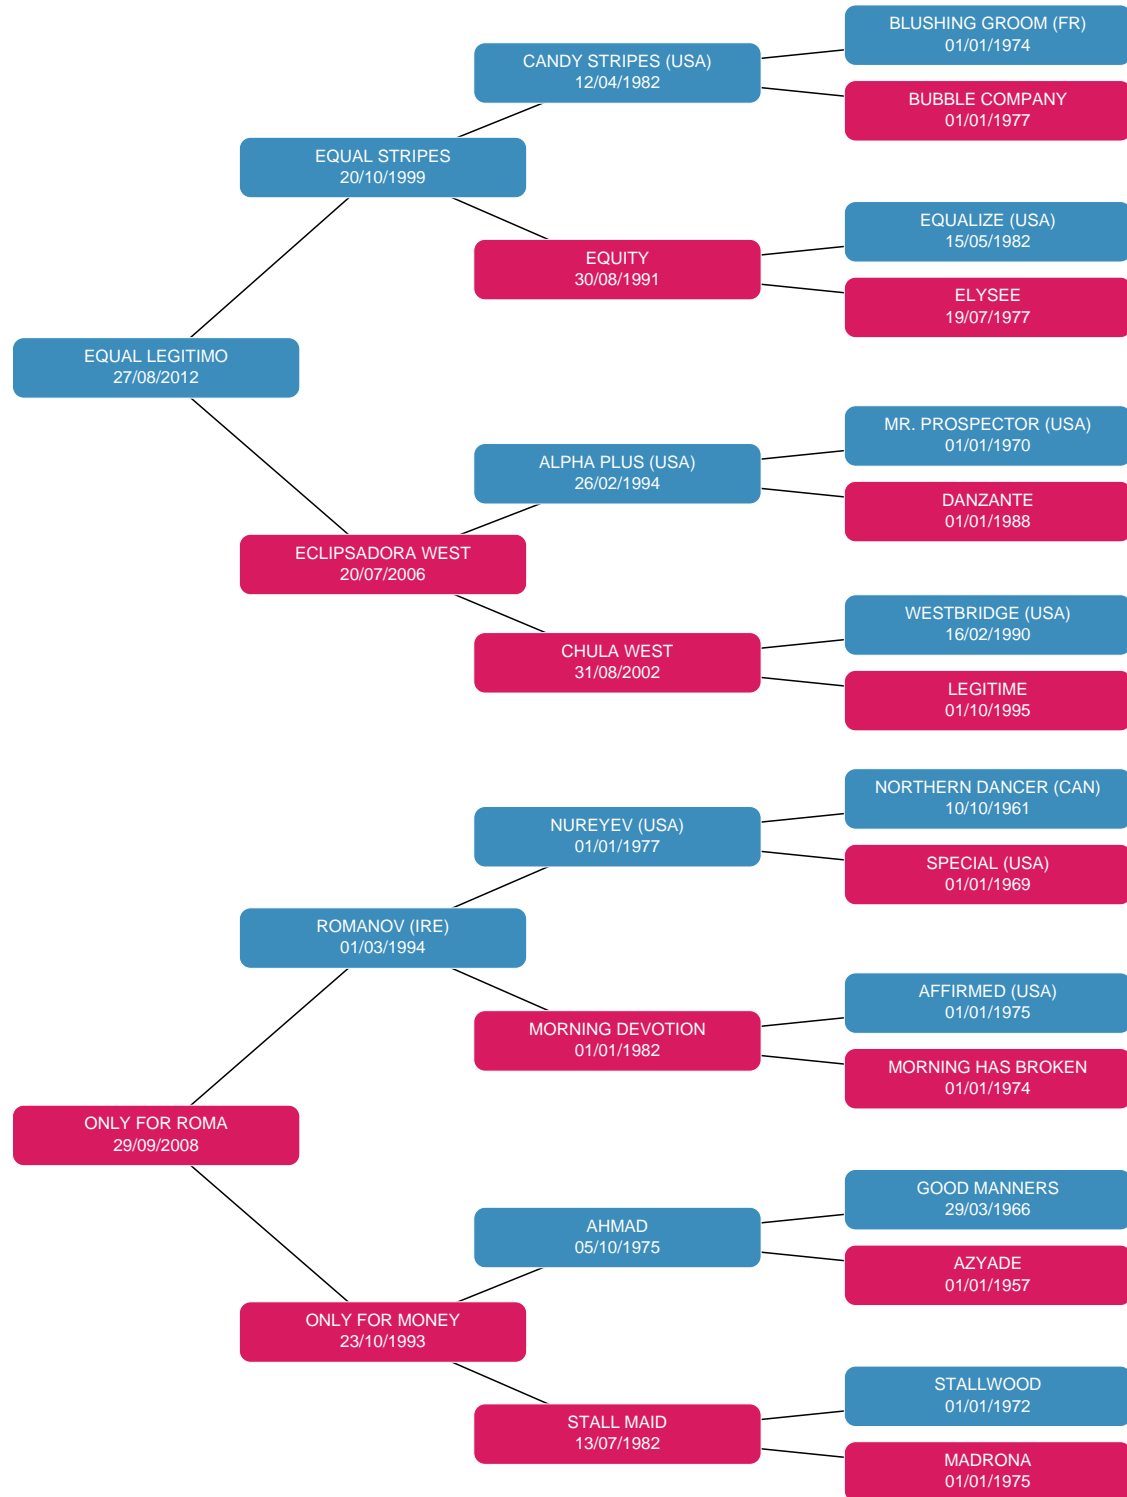 BLUSHING GROOM (FR)
01/01/1974
CANDY STRIPES (USA)
12/04/1982
BUBBLE COMPANY
01/01/1977
EQUAL STRIPES
20/10/1999
EQUALIZE (USA)
15/05/1982
EQUITY
30/08/1991
ELYSEE
19/07/1977
EQUAL LEGITIMO
27/08/2012
MR. PROSPECTOR (USA)
01/01/1970
ALPHA PLUS (USA)
26/02/1994
DANZANTE
01/01/1988
ECLIPSADORA WEST
20/07/2006
WESTBRIDGE (USA)
16/02/1990
CHULA WEST
31/08/2002
LEGITIME
01/10/1995
NORTHERN DANCER (CAN)
10/10/1961
NUREYEV (USA)
01/01/1977
SPECIAL (USA)
01/01/1969
ROMANOV (IRE)
01/03/1994
AFFIRMED (USA)
01/01/1975
MORNING DEVOTION
01/01/1982
MORNING HAS BROKEN
01/01/1974
ONLY FOR ROMA
29/09/2008
GOOD MANNERS
29/03/1966
AHMAD
05/10/1975
AZYADE
01/01/1957
ONLY FOR MONEY
23/10/1993
STALLWOOD
01/01/1972
STALL MAID
13/07/1982
MADRONA
01/01/1975